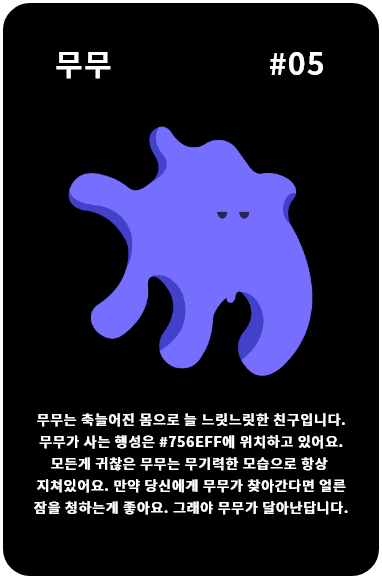 무무
#05
무무는 축늘어진 몸으로 늘 느릿느릿한 친구입니다.
무무가 사는 행성은 #756EFF에 위치하고 있어요.
모든게 귀찮은 무무는 무기력한 모습으로 항상
지쳐있어요. 만약 당신에게 무무가 찾아간다면 얼른
잠을 청하는게 좋아요. 그래야 무무가 달아난답니다.